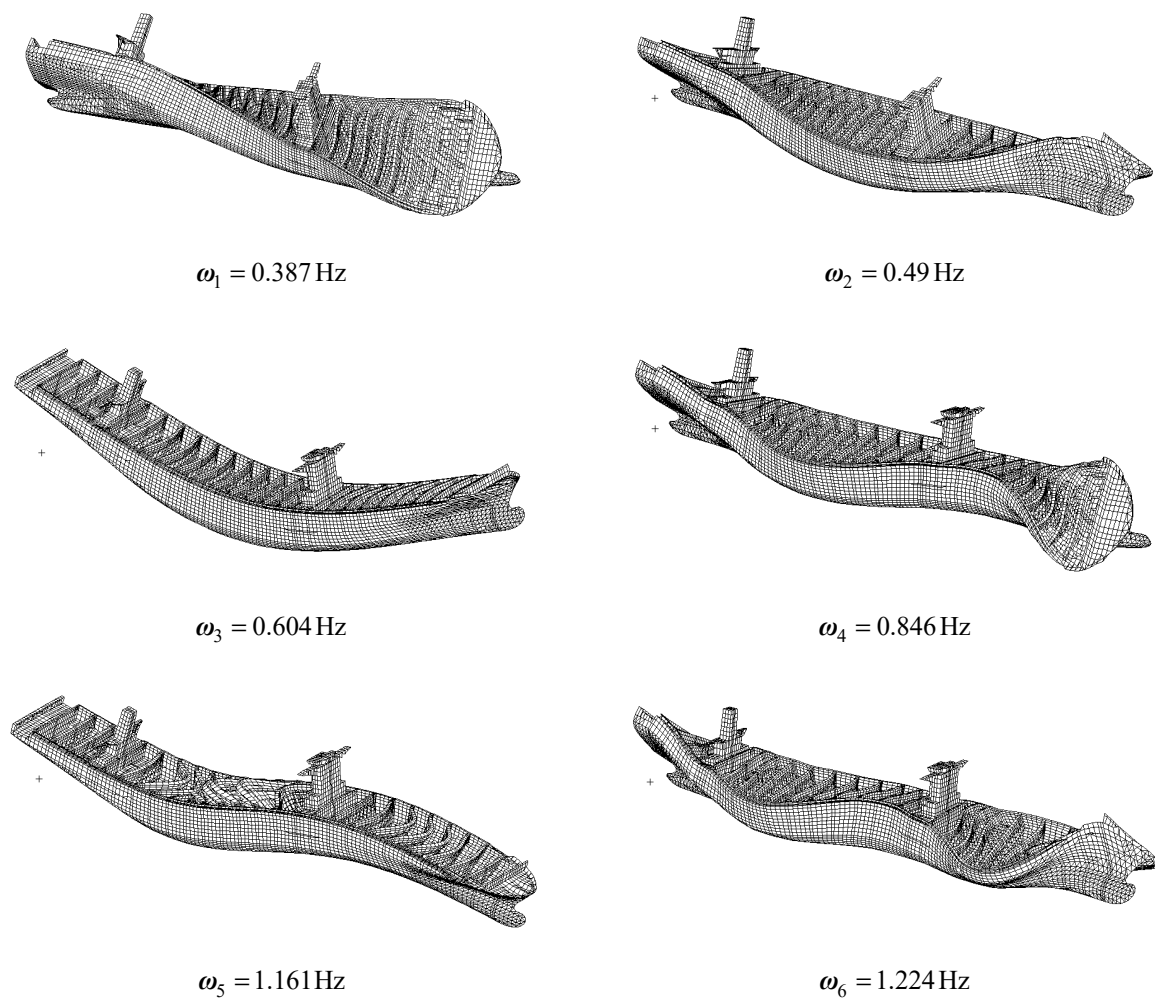 ω₁ = 0.387 Hz
ω₂ = 0.49 Hz
ω₃ = 0.604 Hz
ω₄ = 0.846 Hz
ω₅ = 1.161 Hz
ω₆ = 1.224 Hz